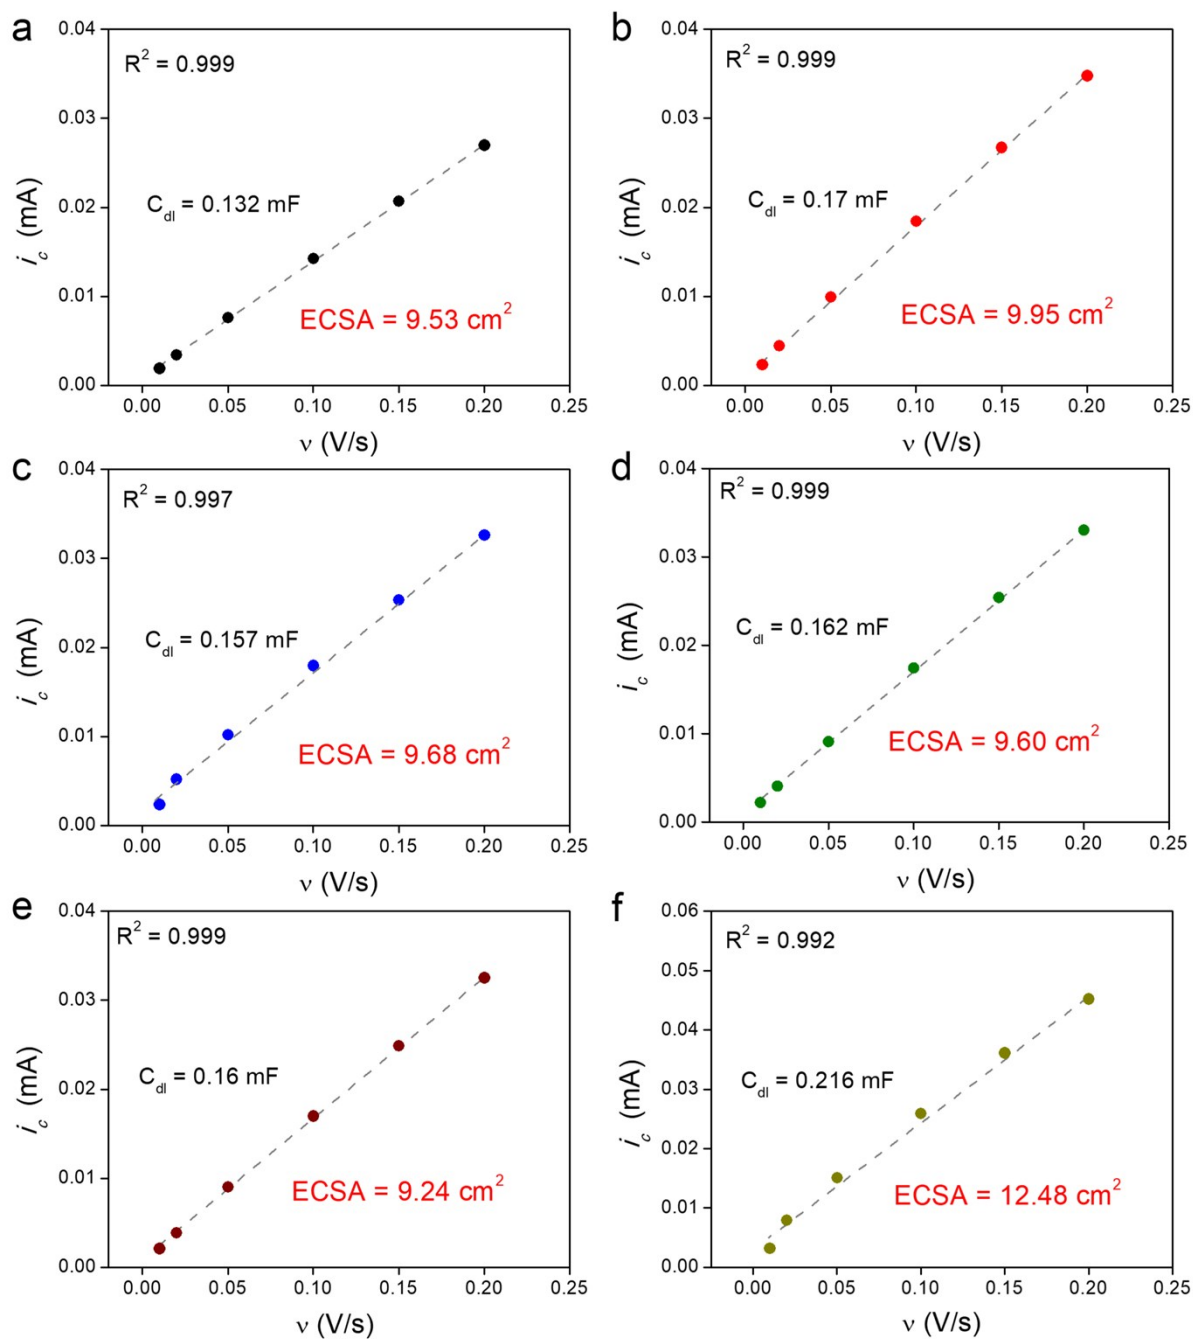 a
R² = 0.999
C_dl = 0.132 mF
ECSA = 9.53 cm²
0.04
0.03
0.02
0.01
0.00
i_c (mA)
0.00 0.05 0.10 0.15 0.20 0.25
ν (V/s)
b
R² = 0.999
C_dl = 0.17 mF
ECSA = 9.95 cm²
0.04
0.03
0.02
0.01
0.00
i_c (mA)
0.00 0.05 0.10 0.15 0.20 0.25
ν (V/s)
c
R² = 0.997
C_dl = 0.157 mF
ECSA = 9.68 cm²
0.04
0.03
0.02
0.01
0.00
i_c (mA)
0.00 0.05 0.10 0.15 0.20 0.25
ν (V/s)
d
R² = 0.999
C_dl = 0.162 mF
ECSA = 9.60 cm²
0.04
0.03
0.02
0.01
0.00
i_c (mA)
0.00 0.05 0.10 0.15 0.20 0.25
ν (V/s)
e
R² = 0.999
C_dl = 0.16 mF
ECSA = 9.24 cm²
0.04
0.03
0.02
0.01
0.00
i_c (mA)
0.00 0.05 0.10 0.15 0.20 0.25
ν (V/s)
f
R² = 0.992
C_dl = 0.216 mF
ECSA = 12.48 cm²
0.06
0.05
0.04
0.03
0.02
0.01
0.00
i_c (mA)
0.00 0.05 0.10 0.15 0.20 0.25
ν (V/s)